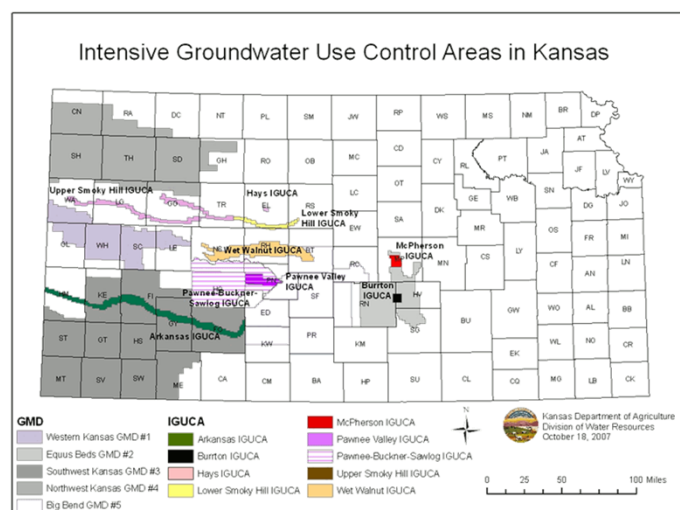 Intensive Groundwater Use Control Areas in Kansas
CN RA DC NT PL SM JW RP WS MS NM BR DP
SH TH SD GH RO OB MC CD CY RL PT JA AT JF LV WY
Upper Smoky Hill IGUCA
WA LG GO TR EL RS LC OT GE WB SN DG JO
Hays IGUCA
Lower Smoky
Hill IGUCA
EW SA DK MR OS FR MI
WH SC LE RH BT RC MN CS LY CF AN LN
Wet Walnut IGUCA
McPherson
IGUCA
Pawnee Valley
IGUCA
Pawnee-Buckner-
Sawlog IGUCA
Burrton
IGUCA
KE FI ED SF RN HV BU GW WO AL BB
Arkansas IGUCA
ST GT HS GY KW PR KM SG EK WL NO CR
MT SV SW ME CA CM BA HP SU CL CQ MG LB CK
GMD
Western Kansas GMD #1
Equus Beds GMD #2
Southwest Kansas GMD #3
Northwest Kansas GMD #4
Big Bend GMD #5
IGUCA
Arkansas IGUCA
Burrton IGUCA
Hays IGUCA
Lower Smoky Hill IGUCA
McPherson IGUCA
Pawnee Valley IGUCA
Pawnee-Buckner-Sawlog IGUCA
Upper Smoky Hill IGUCA
Wet Walnut IGUCA
N
Kansas Department of Agriculture
Division of Water Resources
October 18, 2007
0 20 40 60 80 100 Miles